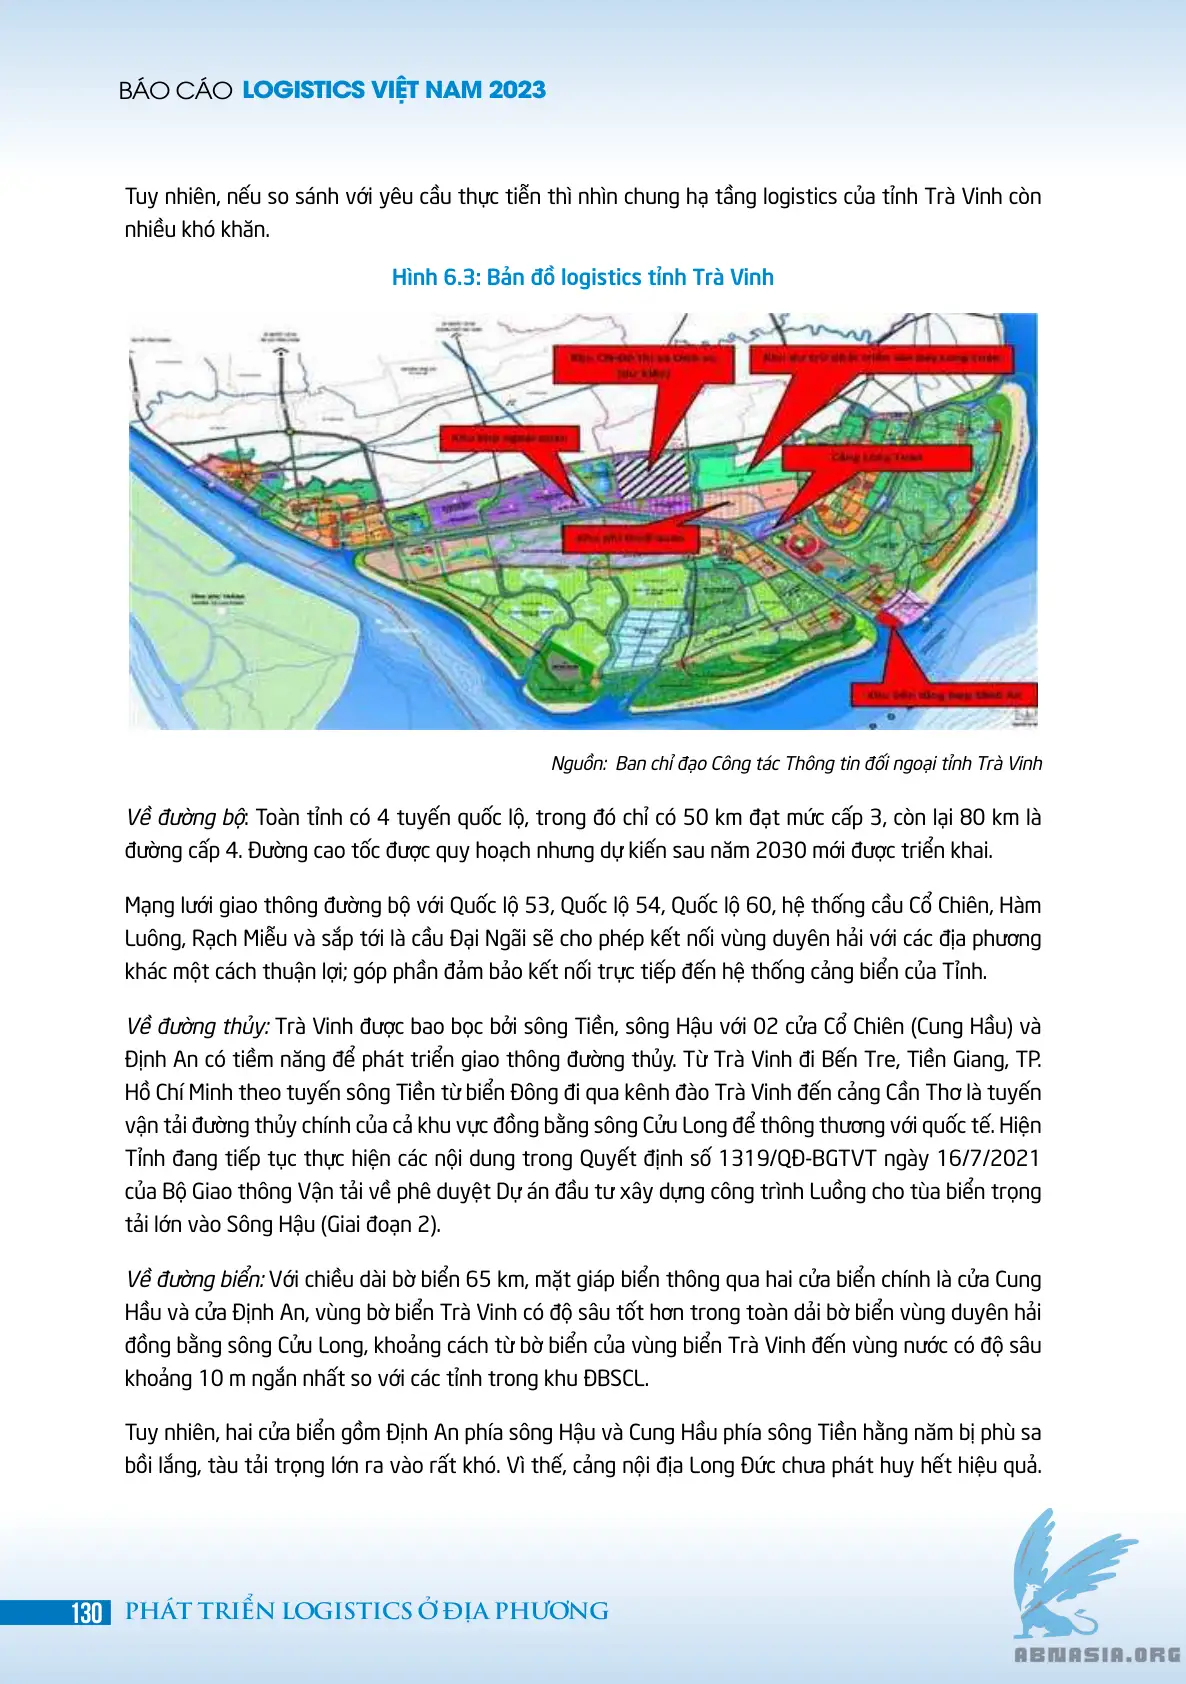 BÁO CÁO LOGISTICS VIỆT NAM 2023
Tuy nhiên, nếu so sánh với yêu cầu thực tiễn thì nhìn chung hạ tầng logistics của tỉnh Trà Vinh còn
nhiều khó khăn.
Hình 6.3: Bản đồ logistics tỉnh Trà Vinh
Khu kho ngoại quan
Cảng Long Toàn
Khu phi thuế quan
Khu bến tổng hợp Định An
Nguồn: Ban chỉ đạo Công tác Thông tin đối ngoại tỉnh Trà Vinh
Về đường bộ: Toàn tỉnh có 4 tuyến quốc lộ, trong đó chỉ có 50 km đạt mức cấp 3, còn lại 80 km là
đường cấp 4. Đường cao tốc được quy hoạch nhưng dự kiến sau năm 2030 mới được triển khai.
Mạng lưới giao thông đường bộ với Quốc lộ 53, Quốc lộ 54, Quốc lộ 60, hệ thống cầu Cổ Chiên, Hàm
Luông, Rạch Miễu và sắp tới là cầu Đại Ngãi sẽ cho phép kết nối vùng duyên hải với các địa phương
khác một cách thuận lợi; góp phần đảm bảo kết nối trực tiếp đến hệ thống cảng biển của Tỉnh.
Về đường thủy: Trà Vinh được bao bọc bởi sông Tiền, sông Hậu với 02 cửa Cổ Chiên (Cung Hầu) và
Định An có tiềm năng để phát triển giao thông đường thủy. Từ Trà Vinh đi Bến Tre, Tiền Giang, TP.
Hồ Chí Minh theo tuyến sông Tiền từ biển Đông đi qua kênh đào Trà Vinh đến cảng Cần Thơ là tuyến
vận tải đường thủy chính của cả khu vực đồng bằng sông Cửu Long để thông thương với quốc tế. Hiện
Tỉnh đang tiếp tục thực hiện các nội dung trong Quyết định số 1319/QĐ-BGTVT ngày 16/7/2021
của Bộ Giao thông Vận tải về phê duyệt Dự án đầu tư xây dựng công trình Luồng cho tùa biển trọng
tải lớn vào Sông Hậu (Giai đoạn 2).
Về đường biển: Với chiều dài bờ biển 65 km, mặt giáp biển thông qua hai cửa biển chính là cửa Cung
Hầu và cửa Định An, vùng bờ biển Trà Vinh có độ sâu tốt hơn trong toàn dải bờ biển vùng duyên hải
đồng bằng sông Cửu Long, khoảng cách từ bờ biển của vùng biển Trà Vinh đến vùng nước có độ sâu
khoảng 10 m ngắn nhất so với các tỉnh trong khu ĐBSCL.
Tuy nhiên, hai cửa biển gồm Định An phía sông Hậu và Cung Hầu phía sông Tiền hằng năm bị phù sa
bồi lắng, tàu tải trọng lớn ra vào rất khó. Vì thế, cảng nội địa Long Đức chưa phát huy hết hiệu quả.
130 PHÁT TRIỂN LOGISTICS Ở ĐỊA PHƯƠNG
ABMASIA.ORG